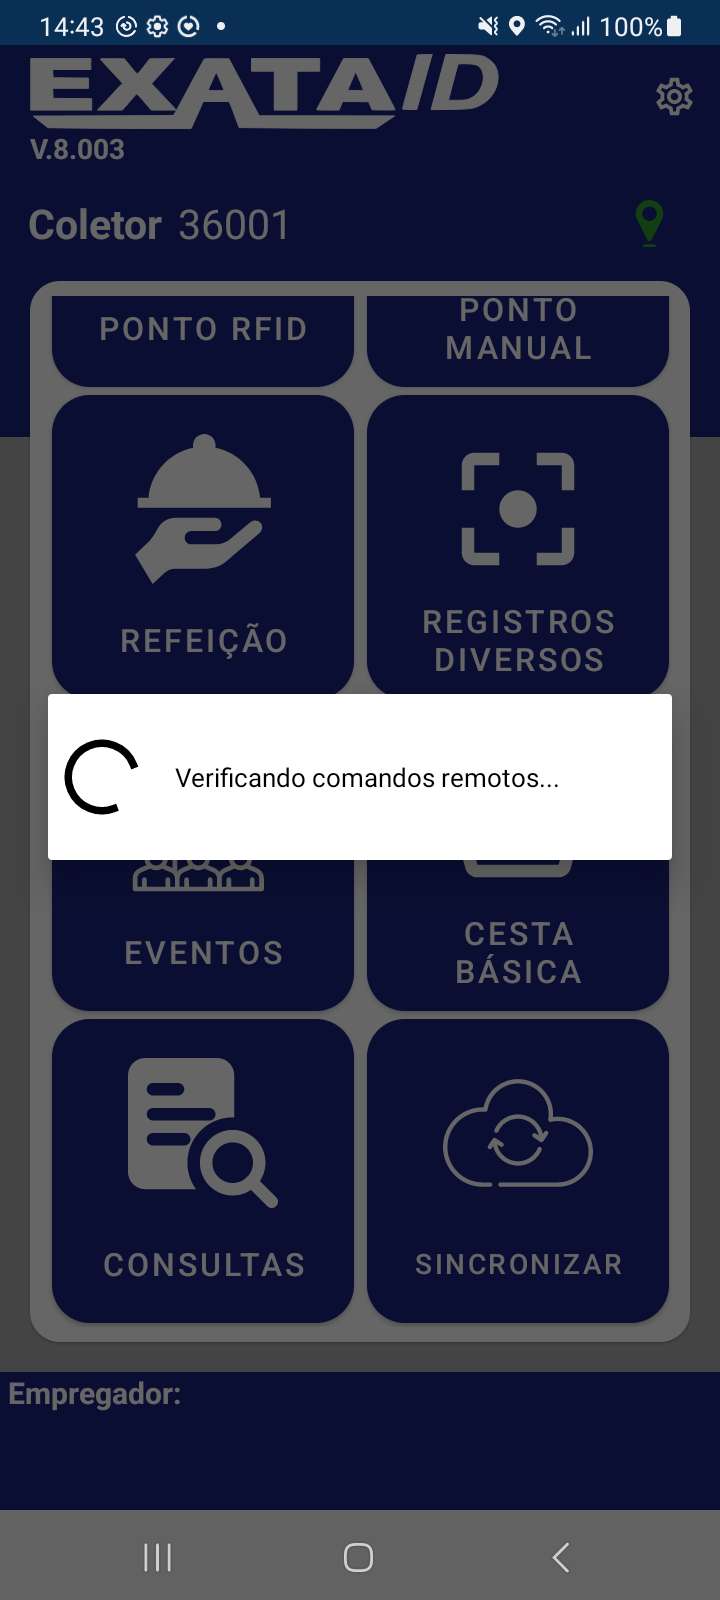 14:43
100%
EXATAID
V.8.003
Coletor 36001
PONTO RFID
PONTO
MANUAL
REFEIÇÃO
REGISTROS
DIVERSOS
Verificando comandos remotos...
EVENTOS
CESTA
BÁSICA
CONSULTAS
SINCRONIZAR
Empregador: